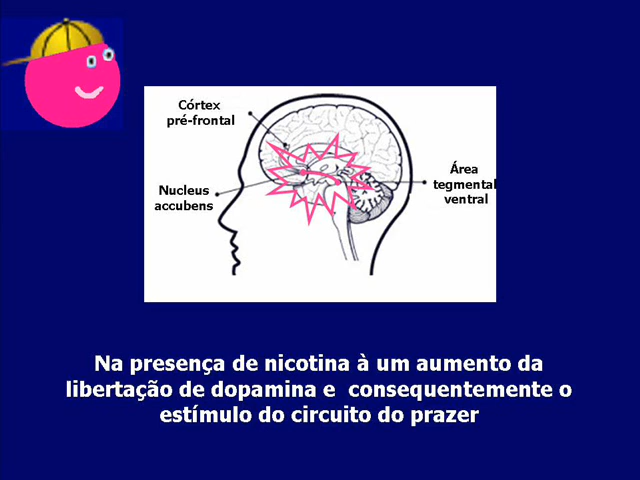 Córtex
pré-frontal
Nucleus
accubens
Área
tegmental
ventral
Na presença de nicotina à um aumento da
libertação de dopamina e consequentemente o
estímulo do circuito do prazer